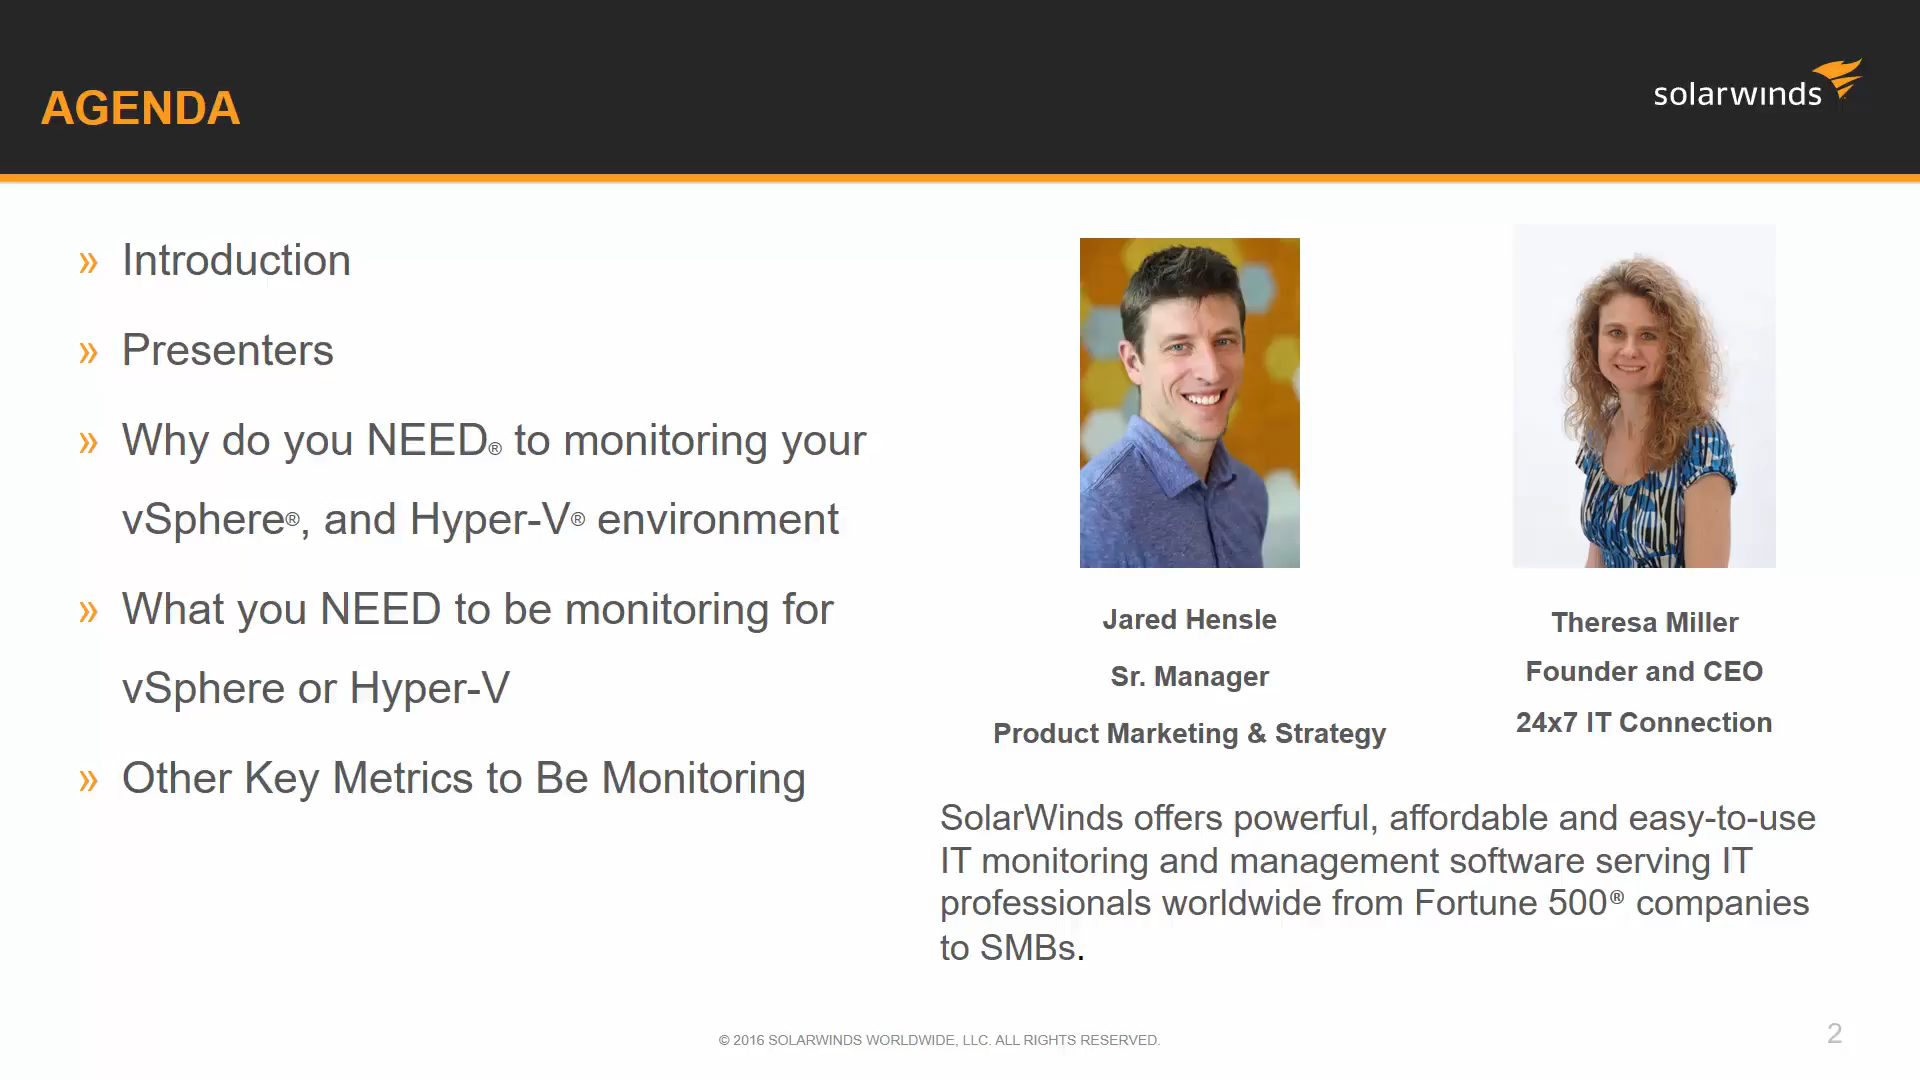 AGENDA
solarwinds
» Introduction
» Presenters
» Why do you NEED® to monitoring your
vSphere®, and Hyper-V® environment
» What you NEED to be monitoring for
vSphere or Hyper-V
» Other Key Metrics to Be Monitoring
Jared Hensle
Sr. Manager
Product Marketing & Strategy
Theresa Miller
Founder and CEO
24x7 IT Connection
SolarWinds offers powerful, affordable and easy-to-use
IT monitoring and management software serving IT
professionals worldwide from Fortune 500® companies
to SMBs.
© 2016 SOLARWINDS WORLDWIDE, LLC. ALL RIGHTS RESERVED.
2